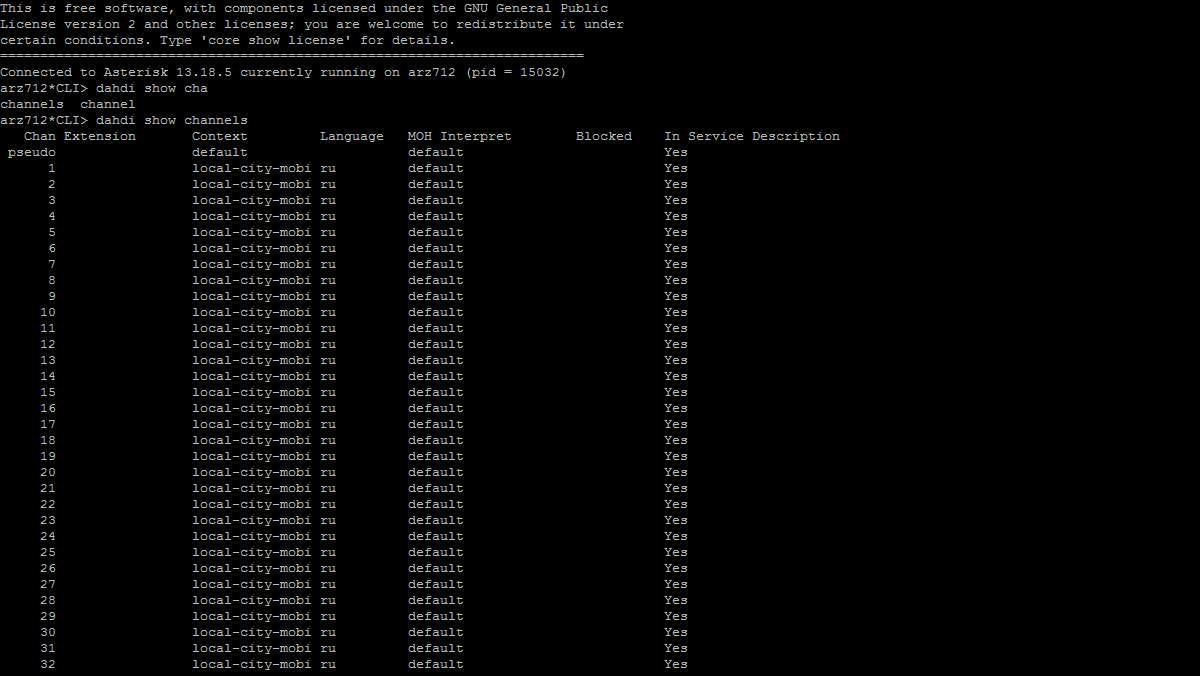 This is free software, with components licensed under the GNU General Public
License version 2 and other licenses; you are welcome to redistribute it under
certain conditions. Type 'core show license' for details.
=========================================================================
Connected to Asterisk 13.18.5 currently running on arz712 (pid = 15032)
arz712*CLI> dahdi show cha
channels  channel
arz712*CLI> dahdi show channels
   Chan Extension       Context         Language   MOH Interpret        Blocked    In Service Description
 pseudo                 default                    default                         Yes
      1                 local-city-mobi ru         default                         Yes
      2                 local-city-mobi ru         default                         Yes
      3                 local-city-mobi ru         default                         Yes
      4                 local-city-mobi ru         default                         Yes
      5                 local-city-mobi ru         default                         Yes
      6                 local-city-mobi ru         default                         Yes
      7                 local-city-mobi ru         default                         Yes
      8                 local-city-mobi ru         default                         Yes
      9                 local-city-mobi ru         default                         Yes
     10                 local-city-mobi ru         default                         Yes
     11                 local-city-mobi ru         default                         Yes
     12                 local-city-mobi ru         default                         Yes
     13                 local-city-mobi ru         default                         Yes
     14                 local-city-mobi ru         default                         Yes
     15                 local-city-mobi ru         default                         Yes
     16                 local-city-mobi ru         default                         Yes
     17                 local-city-mobi ru         default                         Yes
     18                 local-city-mobi ru         default                         Yes
     19                 local-city-mobi ru         default                         Yes
     20                 local-city-mobi ru         default                         Yes
     21                 local-city-mobi ru         default                         Yes
     22                 local-city-mobi ru         default                         Yes
     23                 local-city-mobi ru         default                         Yes
     24                 local-city-mobi ru         default                         Yes
     25                 local-city-mobi ru         default                         Yes
     26                 local-city-mobi ru         default                         Yes
     27                 local-city-mobi ru         default                         Yes
     28                 local-city-mobi ru         default                         Yes
     29                 local-city-mobi ru         default                         Yes
     30                 local-city-mobi ru         default                         Yes
     31                 local-city-mobi ru         default                         Yes
     32                 local-city-mobi ru         default                         Yes